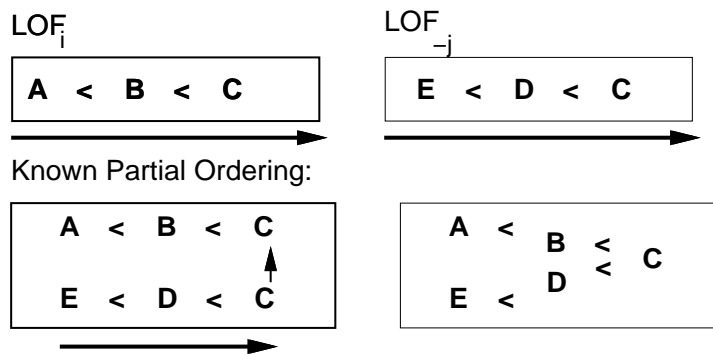 LOF_i
A < B < C
LOF_-j
E < D < C
Known Partial Ordering:
A < B < C
E < D < C
A <
B <
C
D <
E <